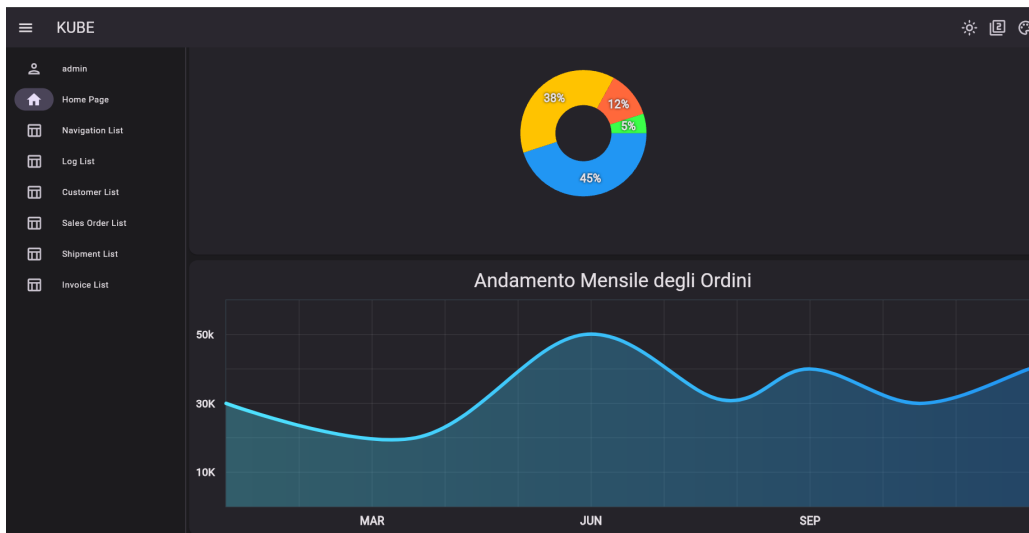 KUBE
2
admin
Home Page
Navigation List
Log List
Customer List
Sales Order List
Shipment List
Invoice List
38%
12%
5%
45%
Andamento Mensile degli Ordini
50k
30K
10K
MAR
JUN
SEP